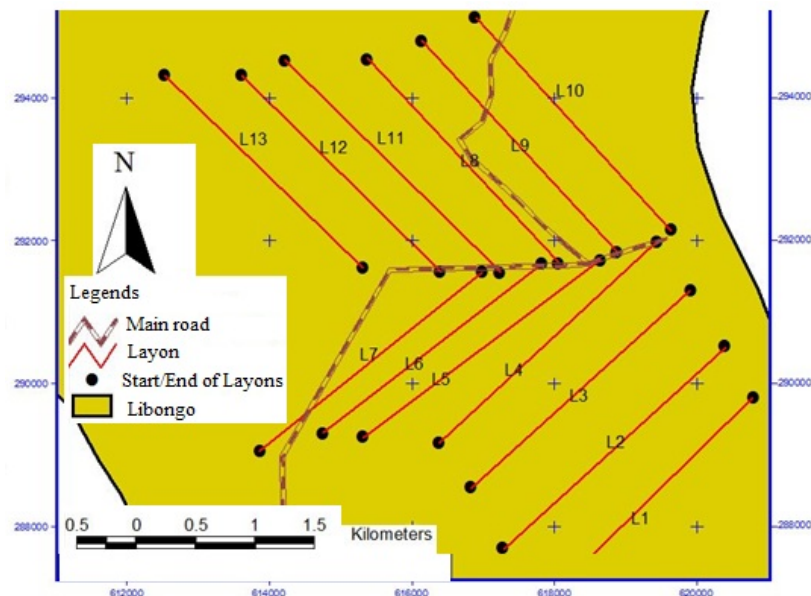 L10
294000
294000
L9
L11
L13
L12
L8
N
292000
292000
Legends
Main road
Layon
Start/End of Layons
Libongo
L7
L6
L5
L4
L3
L2
L1
290000
290000
0.5 0 0.5 1 1.5
Kilometers
288000
288000
612000 614000 616000 618000 620000